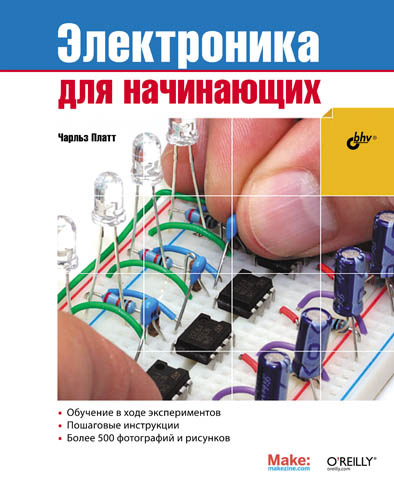 Электроника
для начинающих
Чарльз Платт
bhv®
• Обучение в ходе экспериментов
• Пошаговые инструкции
• Более 500 фотографий и рисунков
Make:
makezine.com
O'REILLY®
oreilly.com